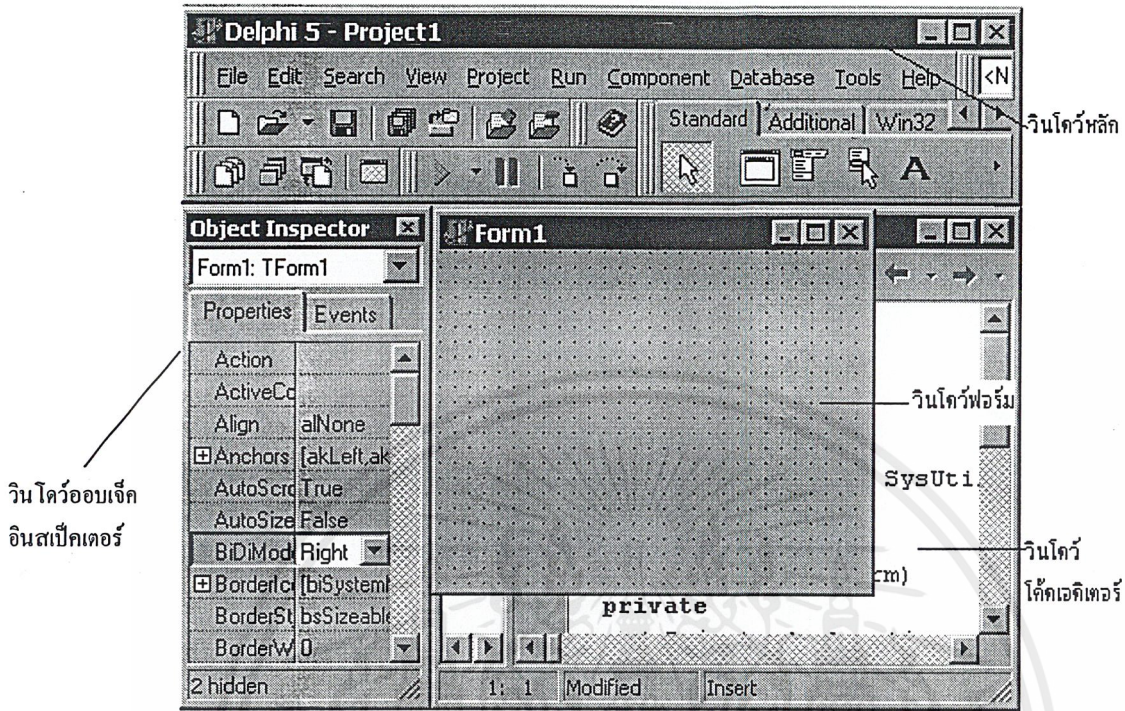 Delphi 5 - Project1
File Edit Search View Project Run Component Database Tools Help <N
Standard Additional Win32
A
วินโดว์หลัก
Object Inspector
Form1: TForm1
Properties Events
Action
ActiveCo
Align alNone
Anchors [akLeft,ak
AutoScro True
AutoSize False
BiDiMod Right
BorderIco [biSystemM
BorderSt bsSizeable
BorderW 0
2 hidden
วินโดว์ออบเจ็ค
อินสเป็คเตอร์
Form1
วินโดว์ฟอร์ม
SysUti
วินโดว์
โค้ดเอดิเตอร์
rm)
private
1: 1 Modified Insert